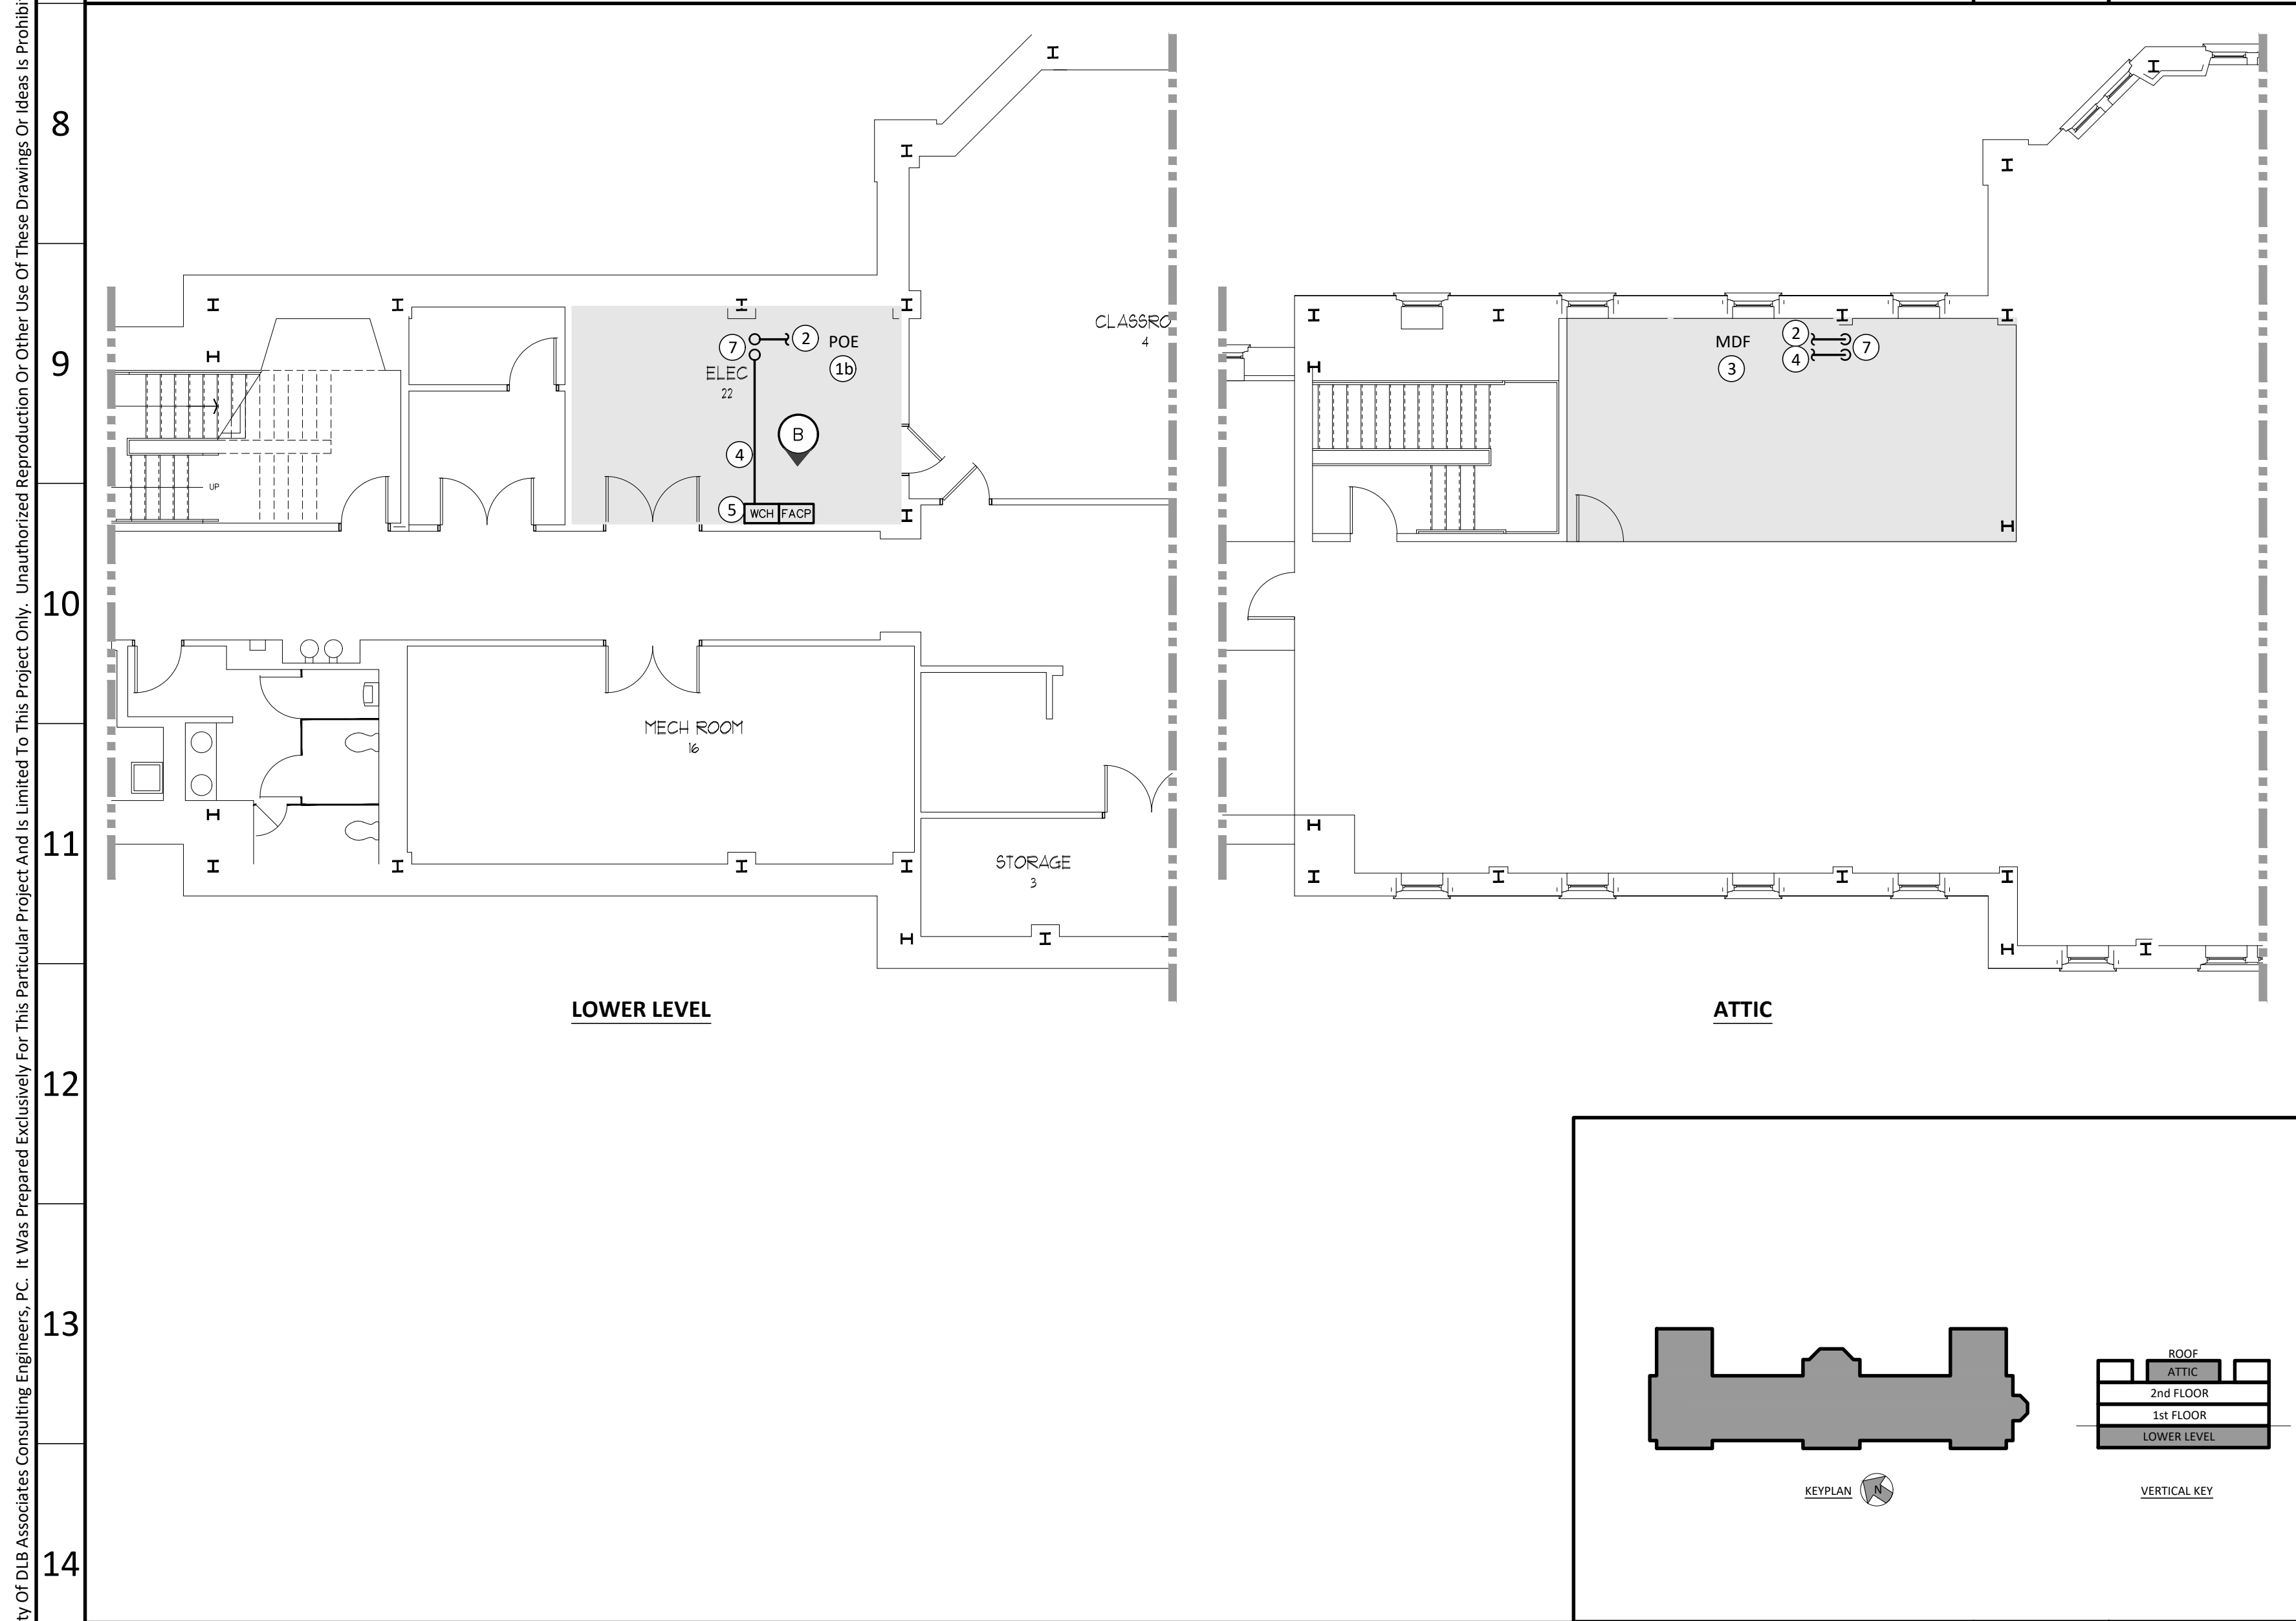 ty Of DLB Associates Consulting Engineers, PC. It Was Prepared Exclusively For This Particular Project And Is Limited To This Project Only. Unauthorized Reproduction Or Other Use Of These Drawings Or Ideas Is Prohibi
8
9
10
11
12
13
14
CLASSRO
4
7
2
POE
1b
ELEC
22
B
4
5
WCH
FACP
UP
MECH ROOM
16
STORAGE
3
LOWER LEVEL
MDF
3
2
4
7
ATTIC
KEYPLAN
N
ROOF
ATTIC
2nd FLOOR
1st FLOOR
LOWER LEVEL
VERTICAL KEY